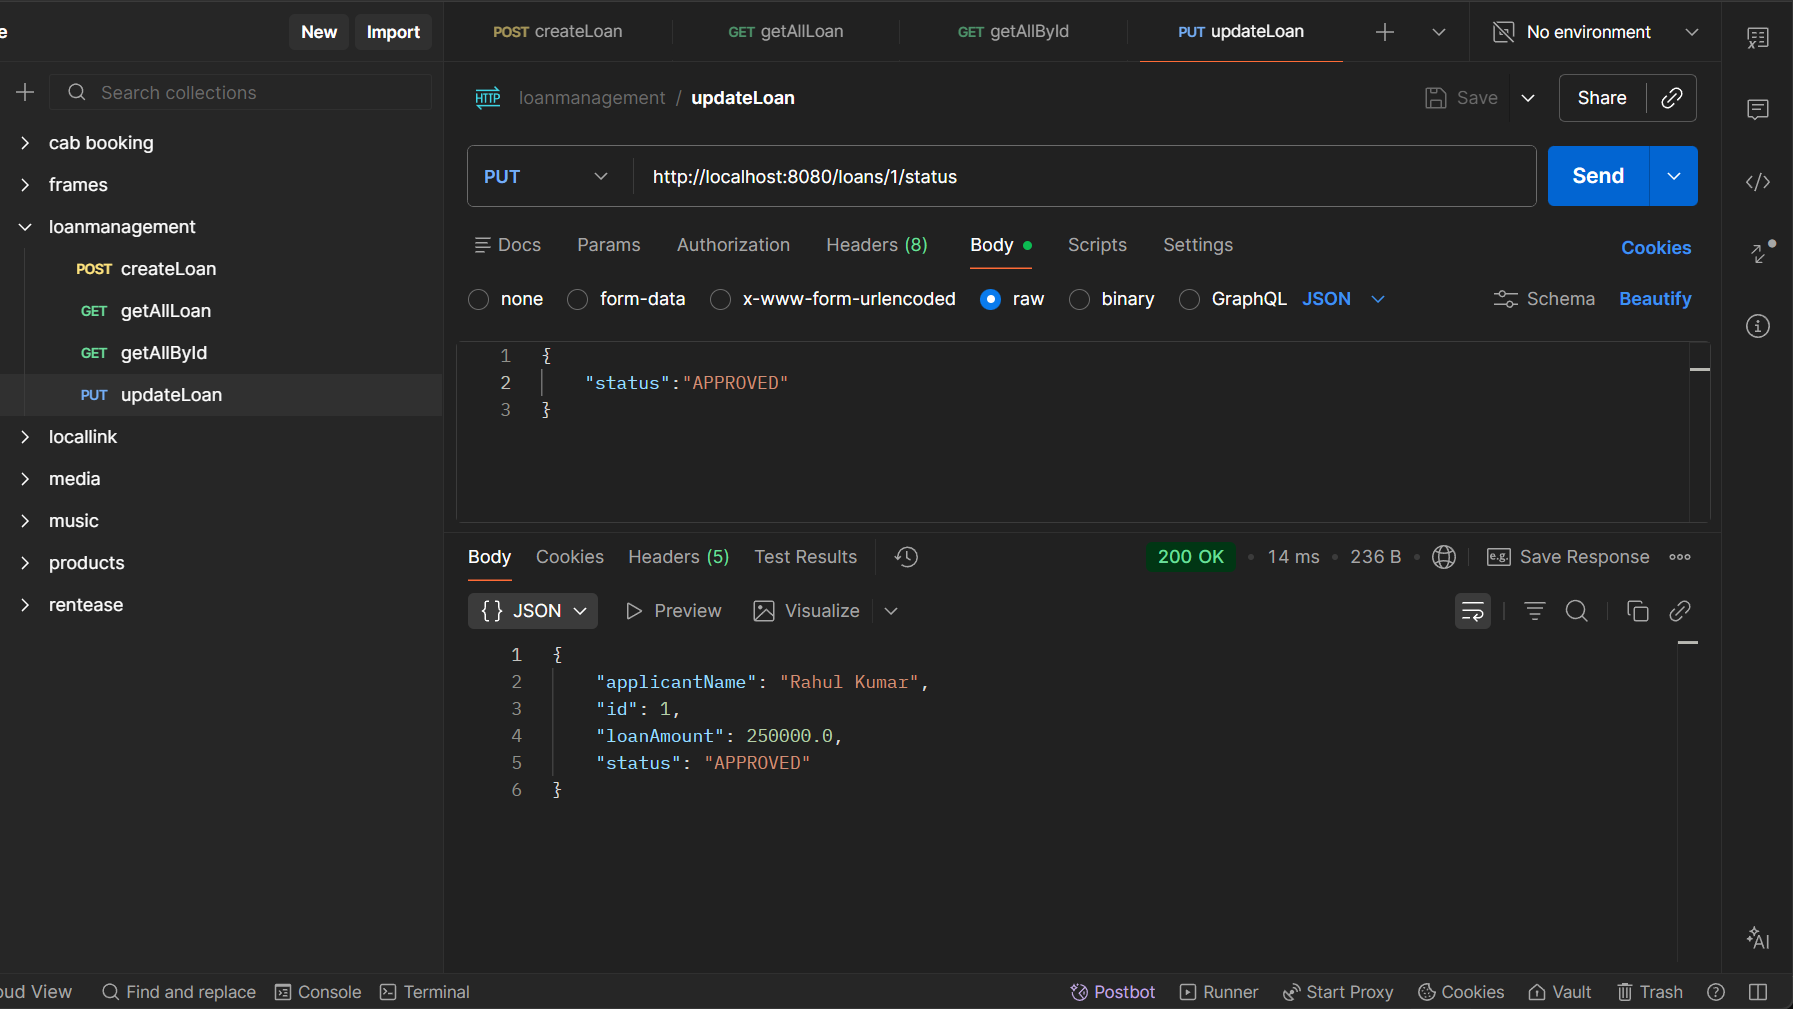 e
New Import
POST createLoan GET getAllLoan GET getAllById PUT updateLoan No environment
Search collections
HTTP loanmanagement / updateLoan Save Share
cab booking
frames
loanmanagement
POST createLoan
GET getAllLoan
GET getAllById
PUT updateLoan
locallink
media
music
products
rentease
PUT http://localhost:8080/loans/1/status Send
Docs Params Authorization Headers (8) Body Scripts Settings Cookies
none form-data x-www-form-urlencoded raw binary GraphQL JSON Schema Beautify
1 {
2 "status":"APPROVED"
3 }
Body Cookies Headers (5) Test Results 200 OK • 14 ms • 236 B • e.g. Save Response
{} JSON Preview Visualize
1 {
2 "applicantName": "Rahul Kumar",
3 "id": 1,
4 "loanAmount": 250000.0,
5 "status": "APPROVED"
6 }
AI
oud View Find and replace Console Terminal Postbot Runner Start Proxy Cookies Vault Trash